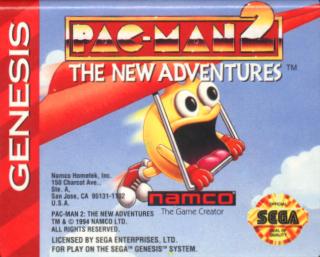 GENESIS
PAC-MAN 2
THE NEW ADVENTURES™
Namco Hometek, Inc.
150 Charcot Ave.,
Ste. A,
San Jose, CA 95131-1102
U.S.A.
namco
The Game Creator
PAC-MAN 2: THE NEW ADVENTURES
TM & © 1994 NAMCO LTD.
ALL RIGHTS RESERVED.
LICENSED BY SEGA ENTERPRISES, LTD.
FOR PLAY ON THE SEGA™ GENESIS™ SYSTEM.
OFFICIAL
SEGA
SEAL OF
QUALITY